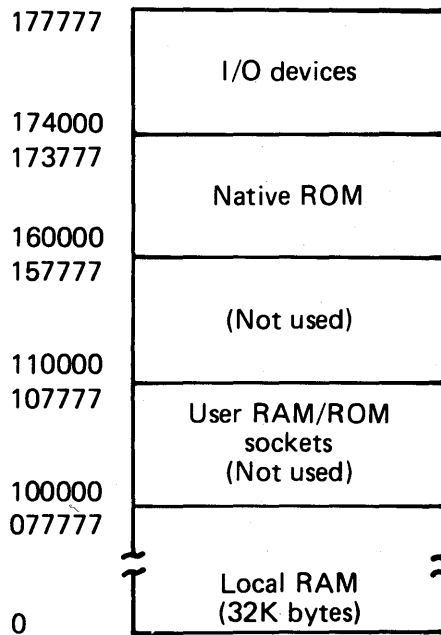 177777
I/O devices
174000
173777
Native ROM
160000
157777
(Not used)
110000
107777
User RAM/ROM
sockets
(Not used)
100000
077777
Local RAM
(32K bytes)
0